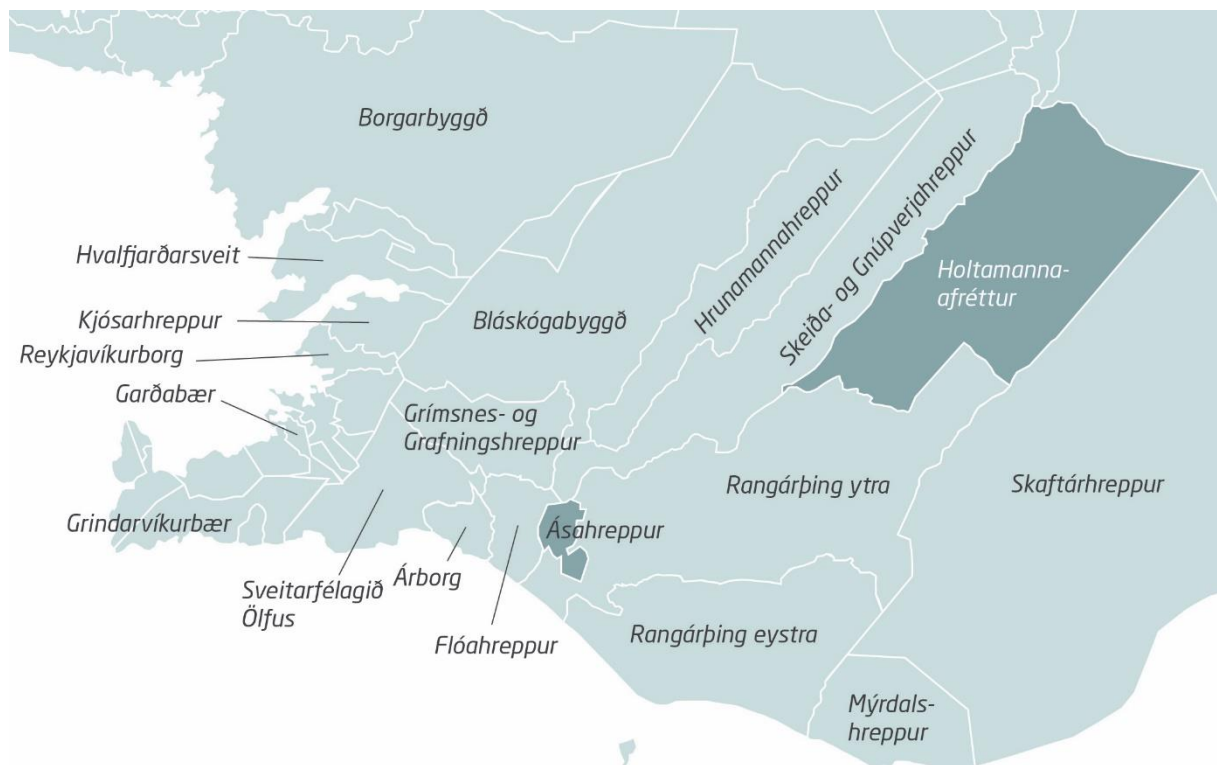 Borgarbyggð
Hvalfjarðarsveit
Kjósarhreppur
Reykjavíkurborg
Garðabær
Bláskógabyggð
Hrunamannahreppur
Skeiða- og Gnúpverjahreppur
Holtamanna-
afréttur
Grímsnes- og
Grafningshreppur
Rangárþing ytra
Skaftárhreppur
Grindarvíkurbær
Ásahreppur
Sveitarfélagið
Ölfus
Árborg
Flóahreppur
Rangárþing eystra
Mýrdals-
hreppur